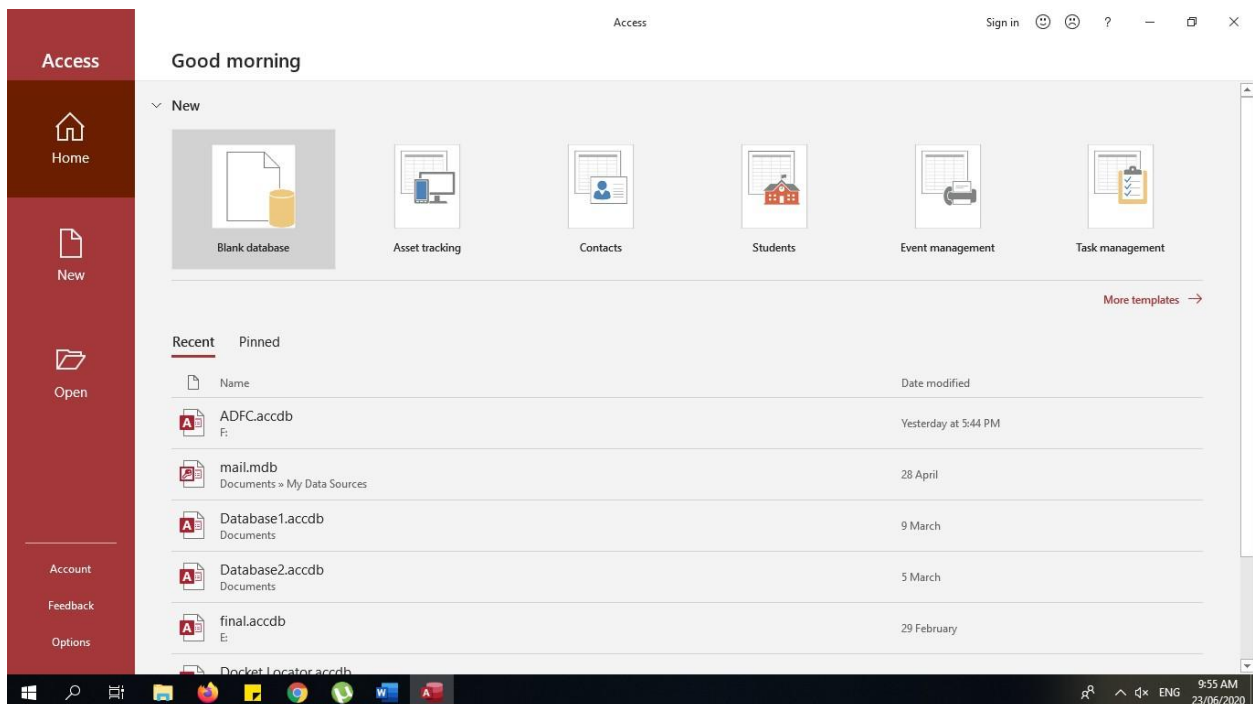 Access
Sign in
?
Access
Good morning
Home
New
Open
Account
Feedback
Options
New
Blank database
Asset tracking
Contacts
Students
Event management
Task management
More templates
Recent Pinned
Name Date modified
ADFC.accdb
F:
Yesterday at 5:44 PM
mail.mdb
Documents » My Data Sources
28 April
Database1.accdb
Documents
9 March
Database2.accdb
Documents
5 March
final.accdb
E:
29 February
Docket Locator.accdb
ENG
9:55 AM
23/06/2020